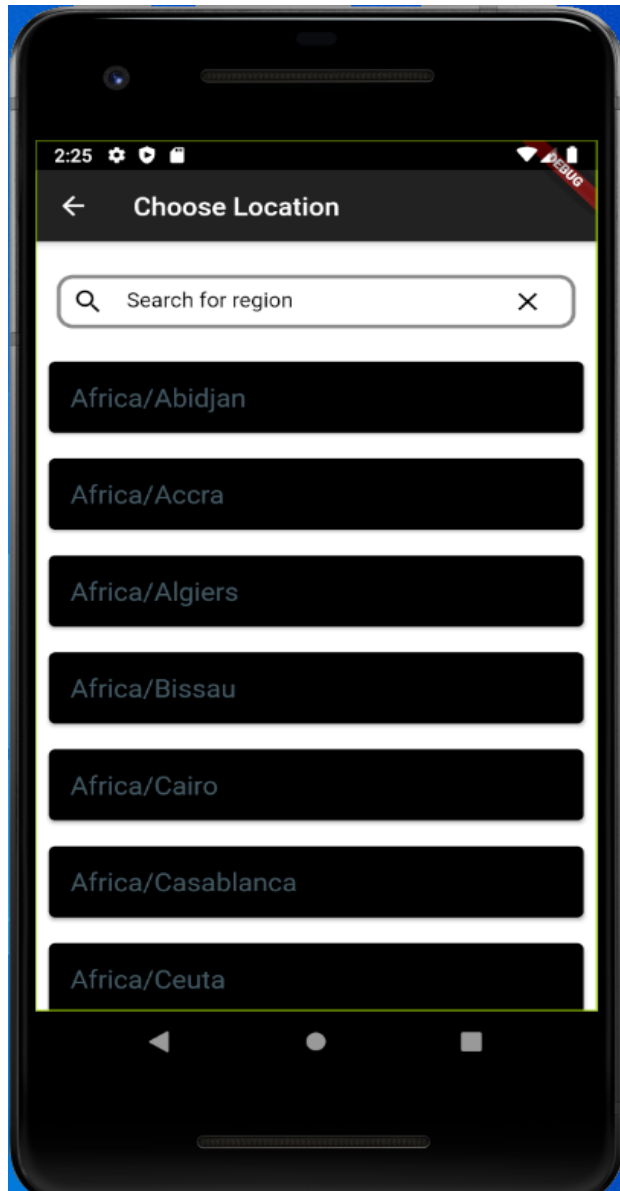 2:25
DEBUG
Choose Location
Search for region
Africa/Abidjan
Africa/Accra
Africa/Algiers
Africa/Bissau
Africa/Cairo
Africa/Casablanca
Africa/Ceuta